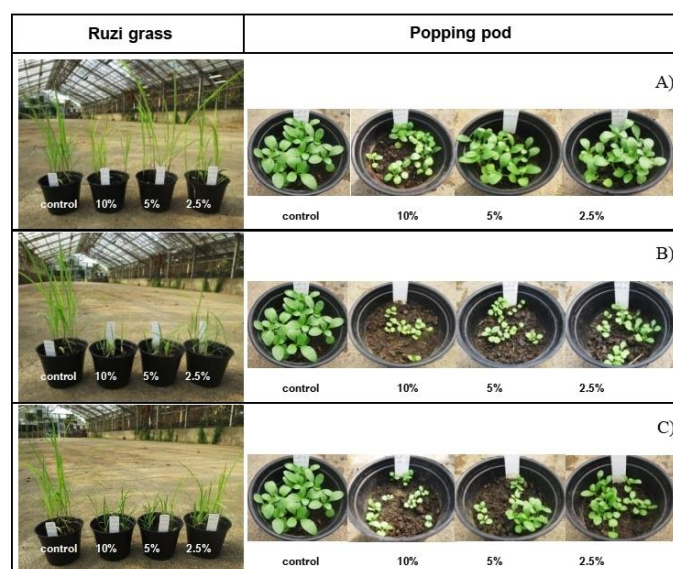 Ruzi grass
Popping pod
A)
control 10% 5% 2.5%
control 10% 5% 2.5%
B)
control 10% 5% 2.5%
control 10% 5% 2.5%
C)
control 10% 5% 2.5%
control 10% 5% 2.5%